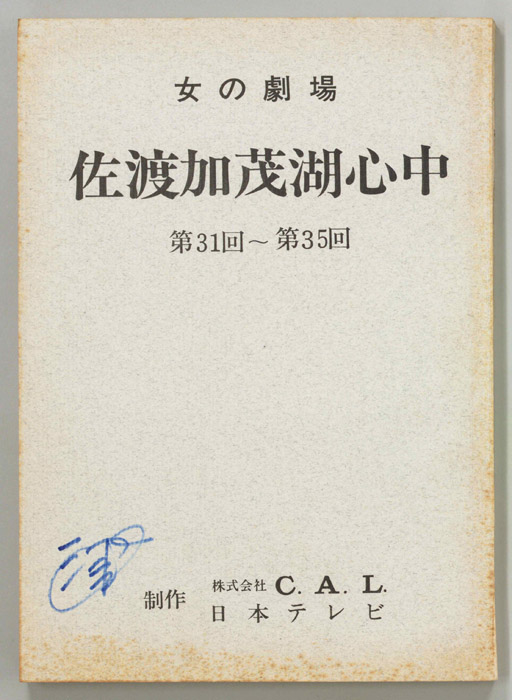 女の劇場
佐渡加茂湖心中
第31回～第35回
制作 株式会社 C. A. L.
日本テレビ